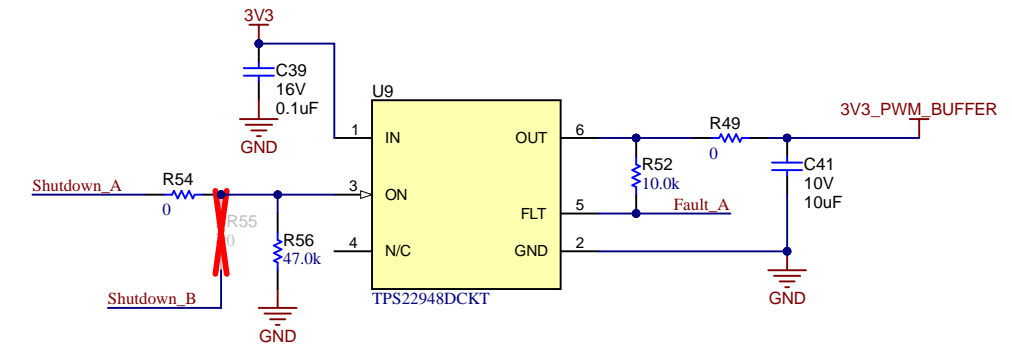 3V3
C39
16V
0.1uF
GND
U9
1
IN
OUT
6
R49
0
3V3_PWM_BUFFER
C41
10V
10uF
R52
10.0k
Shutdown_A
R54
0
3
ON
R55
0
FLT
5
Fault_A
R56
47.0k
4
N/C
GND
2
Shutdown_B
TPS22948DCKT
GND
GND